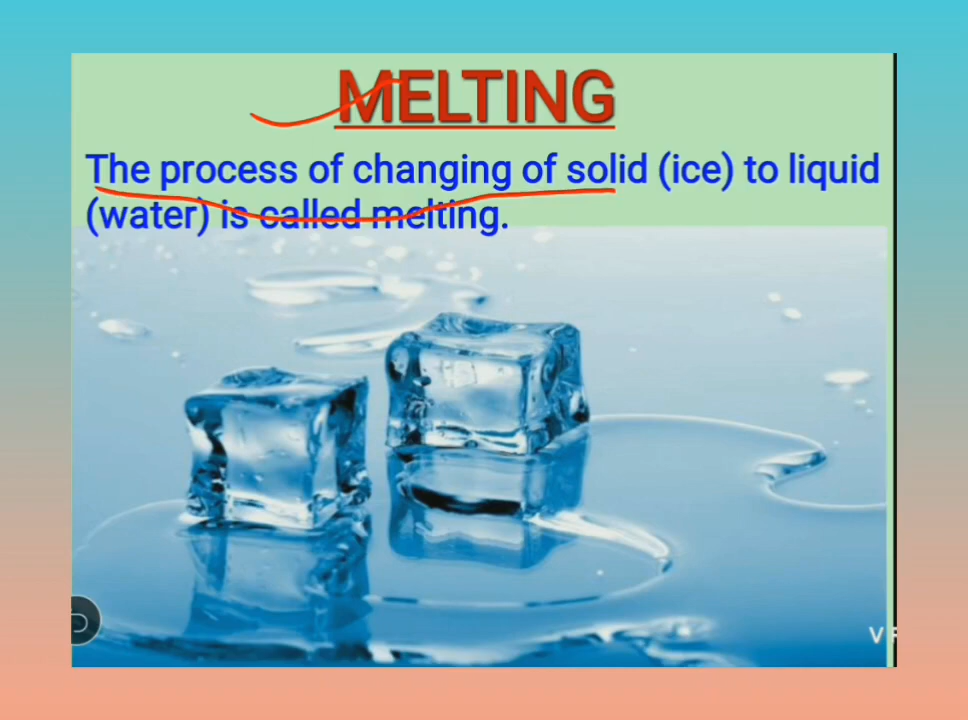 MELTING
The process of changing of solid (ice) to liquid
(water) is called melting.